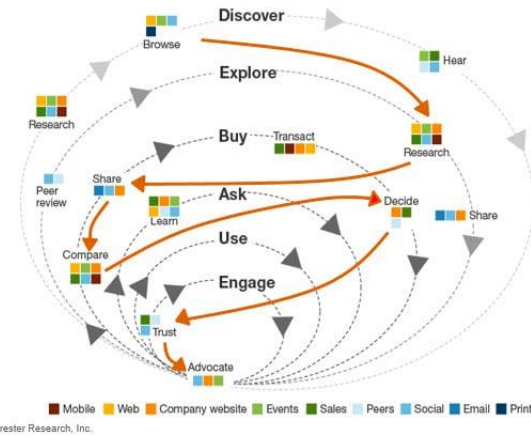 Discover
Browse
Hear
Explore
Research
Research
Buy
Transact
Share
Peer
review
Ask
Learn
Decide
Share
Use
Compare
Engage
Trust
Advocate
Mobile Web Company website Events Sales Peers Social Email Print
rester Research, Inc.